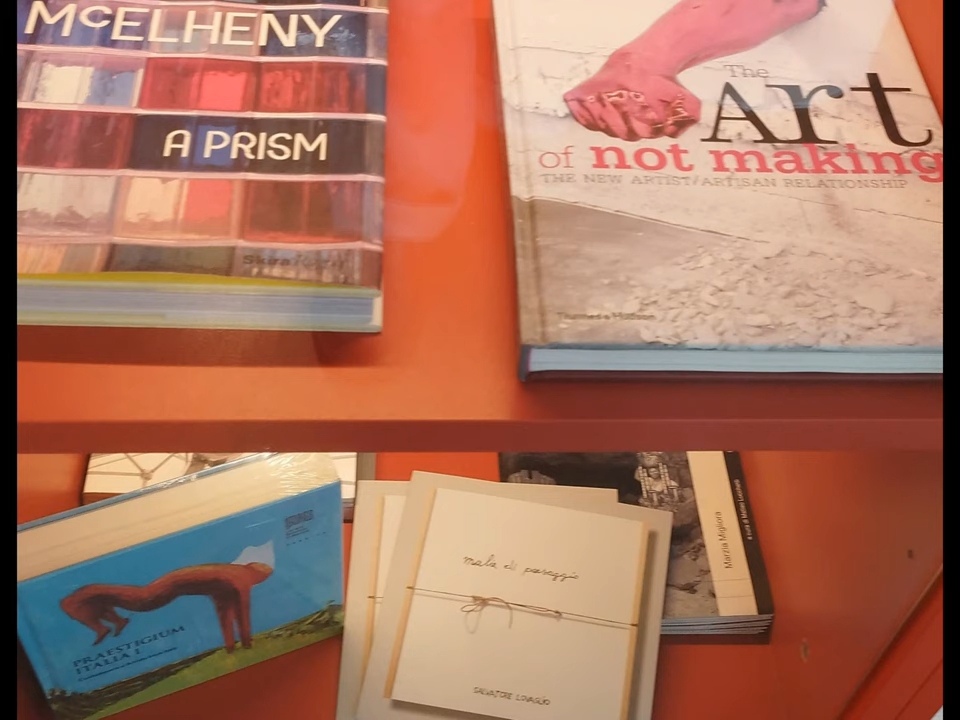 McELHENY
A PRISM
Skira Rizzoli
The
Art
of not making
THE NEW ARTIST/ARTISAN RELATIONSHIP
Thames & Hudson
PRAESTIGIUM
ITALIA I
mala di paesaggio
SALVATORE LOVAGLIO
Marzia Migliora